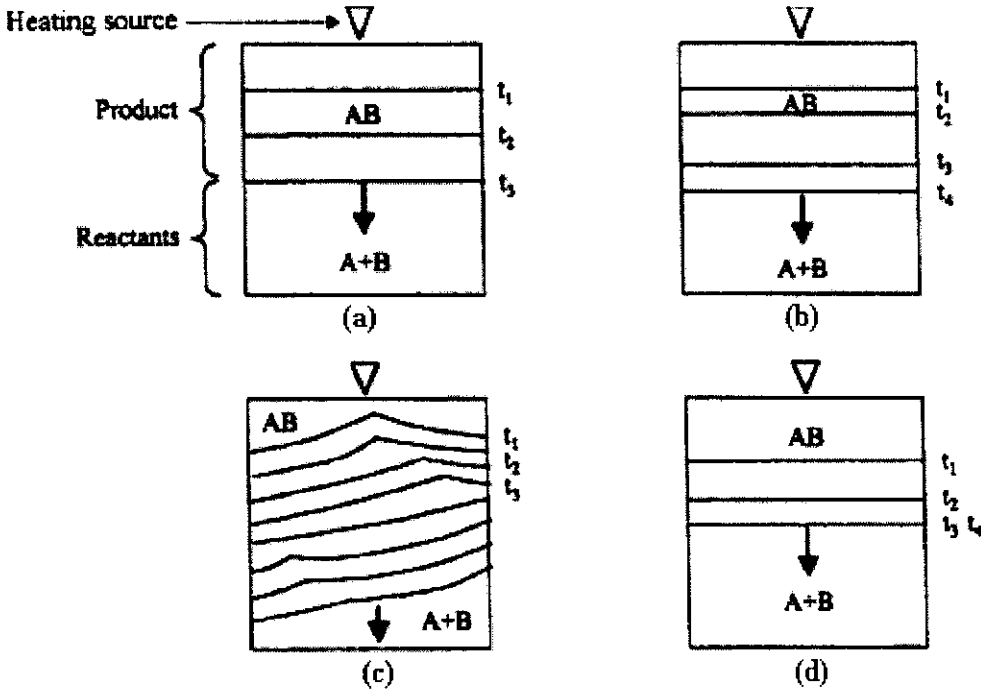 Heating source
Product
Reactants
AB
t1
t2
t3
A+B
(a)
AB
t1
t2
t3
t4
A+B
(b)
AB
t1
t2
t3
A+B
(c)
AB
t1
t2
t3 t4
A+B
(d)